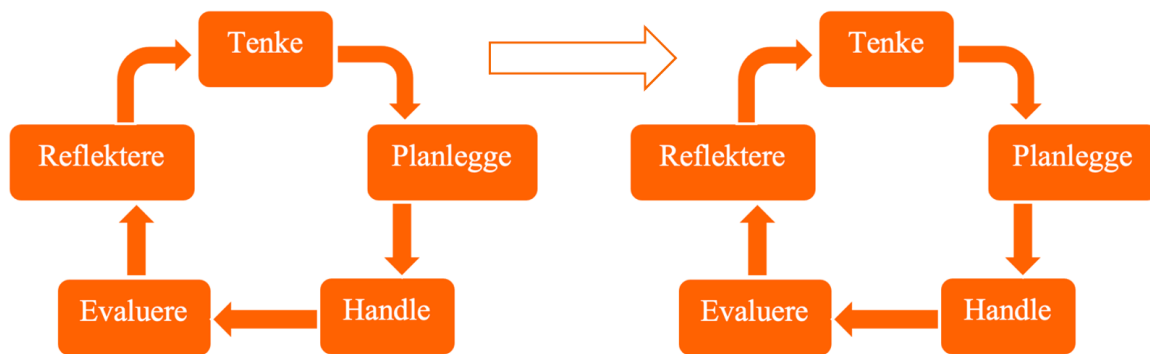 Tenke
Planlegge
Handle
Evaluere
Reflektere
Tenke
Planlegge
Handle
Evaluere
Reflektere